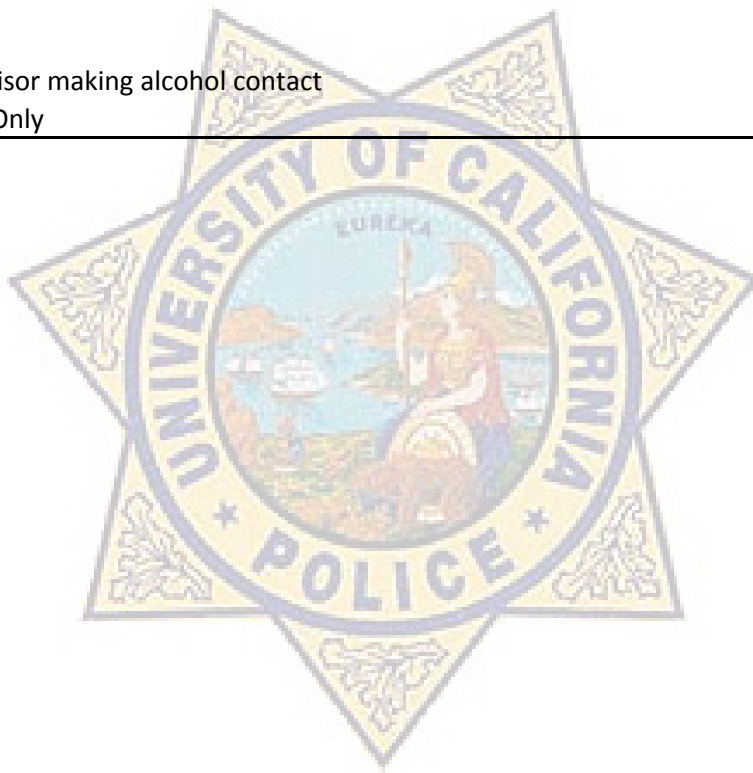 isor making alcohol contact
Only
UNIVERSITY OF CALIFORNIA
EUREKA
POLICE